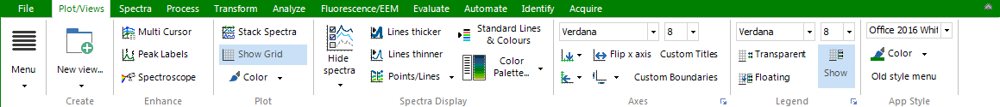 File Plot/Views Spectra Process Transform Analyze Fluorescence/EEM Evaluate Automate Identify Acquire
Menu
New view...
Create
Multi Cursor
Peak Labels
Spectroscope
Enhance
Stack Spectra
Show Grid
Color
Plot
Hide
spectra
Lines thicker
Lines thinner
Points/Lines
Standard Lines
& Colours
Color
Palette...
Spectra Display
Verdana 8
Flip x axis Custom Titles
Custom Boundaries
Axes
Verdana 8
Transparent
Floating
Show
Legend
Office 2016 Whit
Color
Old style menu
App Style